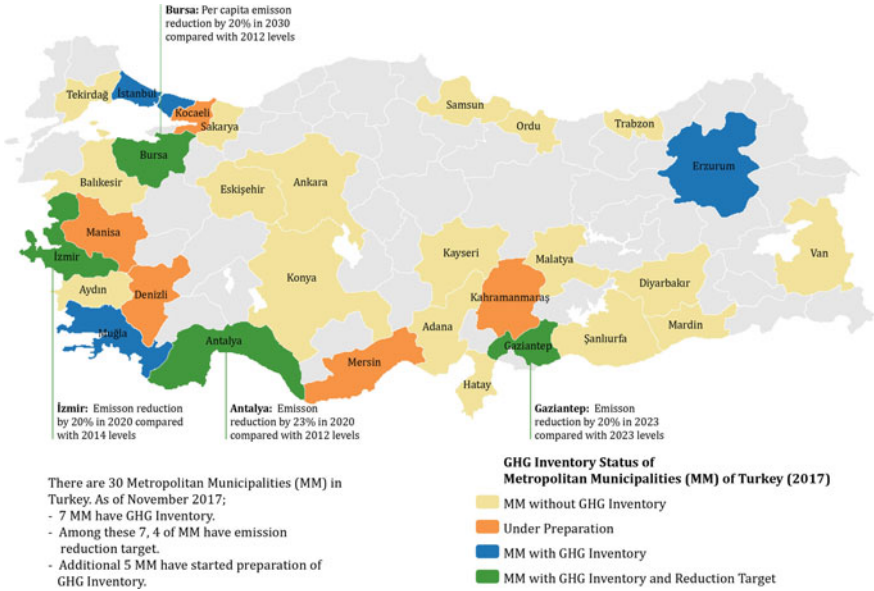 Bursa: Per capita emisson
reduction by 20% in 2030
compared with 2012 levels
Tekirdağ
İstanbul
Kocaeli
Sakarya
Samsun
Ordu
Trabzon
Bursa
Erzurum
Balıkesir
Eskişehir
Ankara
Manisa
Kayseri
Malatya
Van
İzmir
Konya
Diyarbakır
Aydın
Denizli
Kahramanmaraş
Adana
Mardin
Muğla
Antalya
Mersin
Gaziantep
Şanlıurfa
Hatay
İzmir: Emisson reduction
by 20% in 2020 compared
with 2014 levels
Antalya: Emisson
reduction by 23% in 2020
compared with 2012 levels
Gaziantep: Emisson
reduction by 20% in 2023
compared with 2023 levels
There are 30 Metropolitan Municipalities (MM) in
Turkey. As of November 2017;
- 7 MM have GHG Inventory.
- Among these 7, 4 of MM have emission
reduction target.
- Additional 5 MM have started preparation of
GHG Inventory.
GHG Inventory Status of
Metropolitan Municipalities (MM) of Turkey (2017)
MM without GHG Inventory
Under Preparation
MM with GHG Inventory
MM with GHG Inventory and Reduction Target